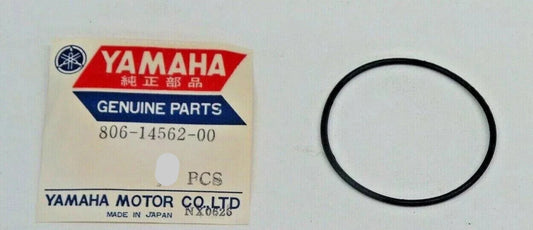 YAMAHA
純正部品
GENUINE PARTS
806-14562-00
PCS
YAMAHA MOTOR CO.,LTD
MADE IN JAPAN NX0626